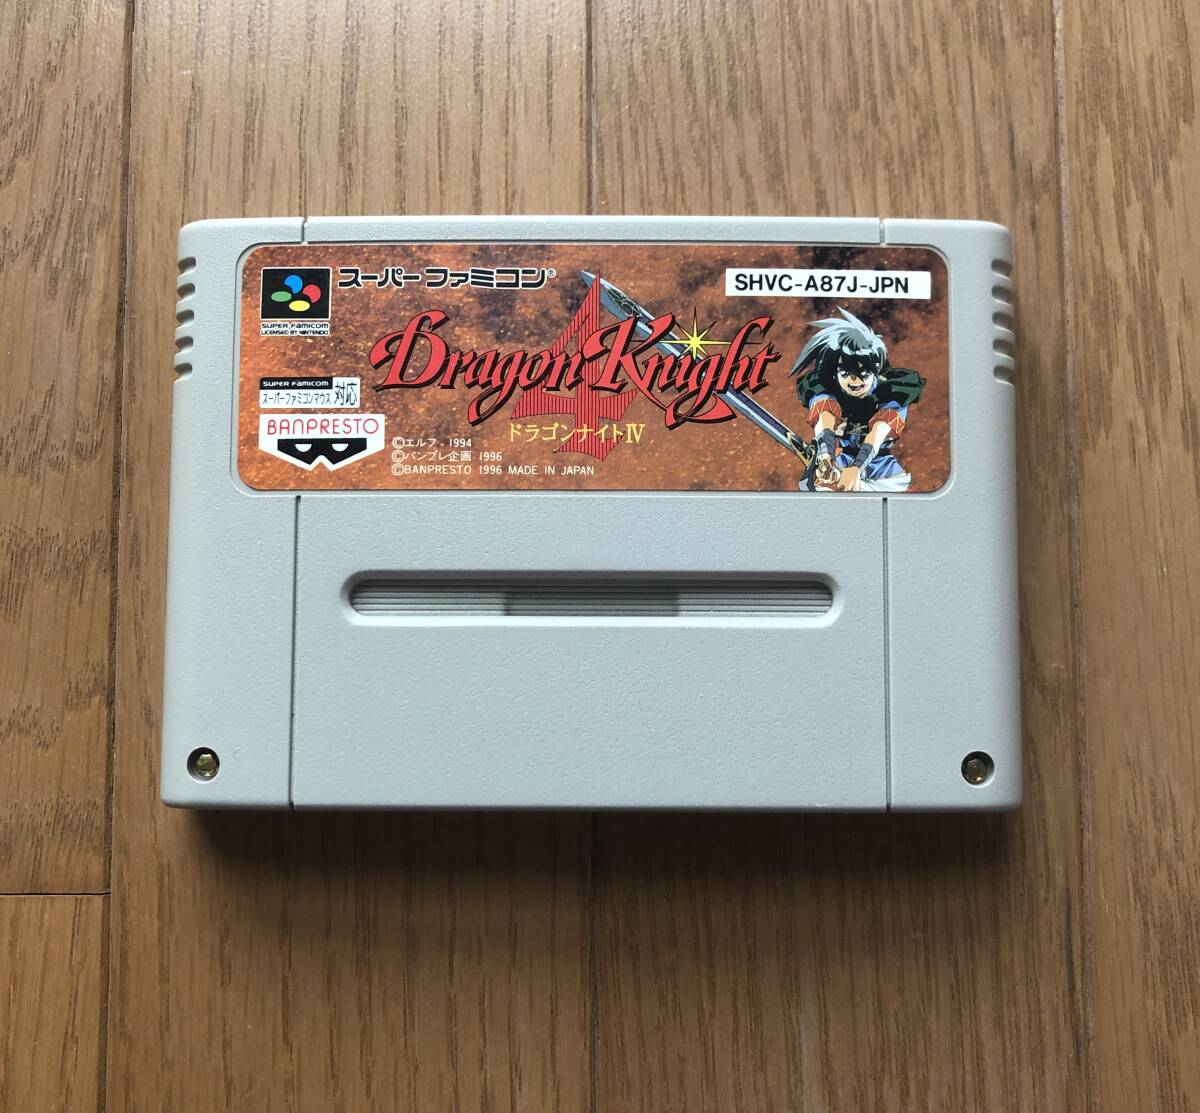 スーパーファミコン®
SHVC-A87J-JPN
SUPER FAMICOM
LICENSED BY NINTENDO
Dragon Knight
4
ドラゴンナイトⅣ
SUPER FAMICOM
スーパーファミコンマウス 対応
BANPRESTO
©エルフ. 1994
©バンプレ企画 1996
©BANPRESTO 1996 MADE IN JAPAN